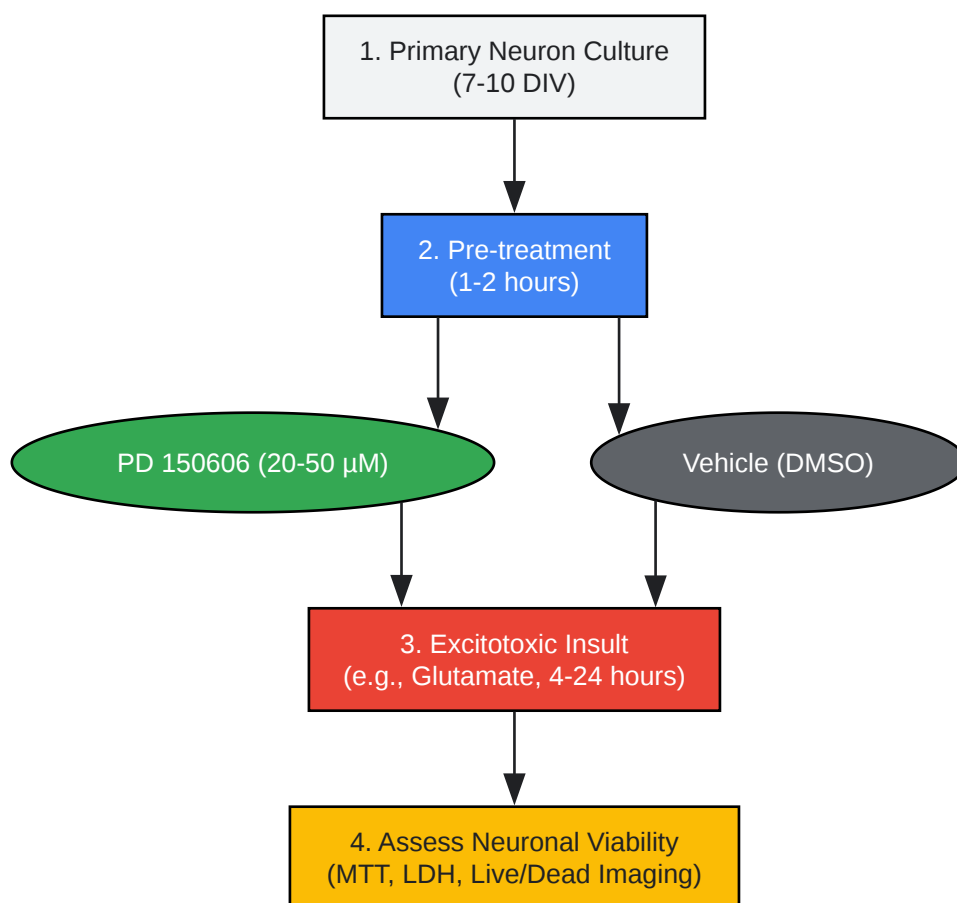 1. Primary Neuron Culture
(7-10 DIV)
2. Pre-treatment
(1-2 hours)
PD 150606 (20-50 µM)
Vehicle (DMSO)
3. Excitotoxic Insult
(e.g., Glutamate, 4-24 hours)
4. Assess Neuronal Viability
(MTT, LDH, Live/Dead Imaging)